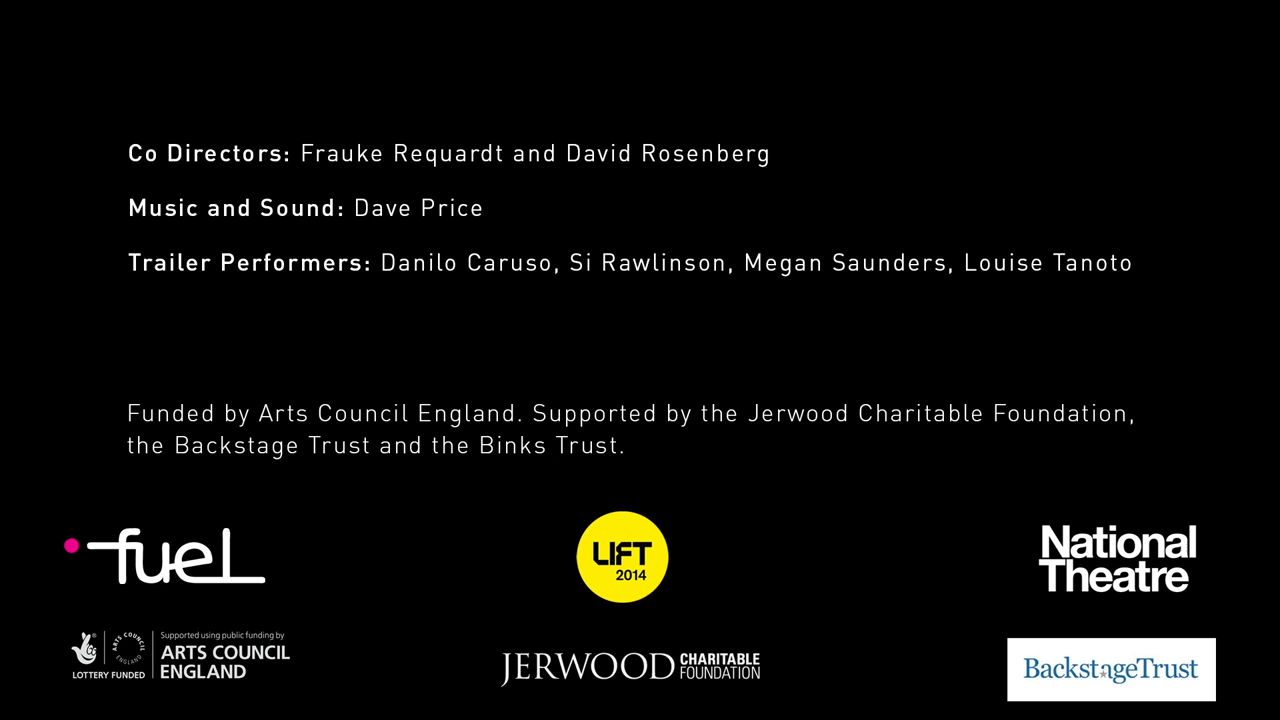 Co Directors: Frauke Requardt and David Rosenberg
Music and Sound: Dave Price
Trailer Performers: Danilo Caruso, Si Rawlinson, Megan Saunders, Louise Tanoto
Funded by Arts Council England. Supported by the Jerwood Charitable Foundation,
the Backstage Trust and the Binks Trust.
fuel
LIFT
2014
National
Theatre
LOTTERY FUNDED
ARTS COUNCIL
ENGLAND
Supported using public funding by
ARTS COUNCIL
ENGLAND
JERWOOD CHARITABLE
FOUNDATION
BackstageTrust